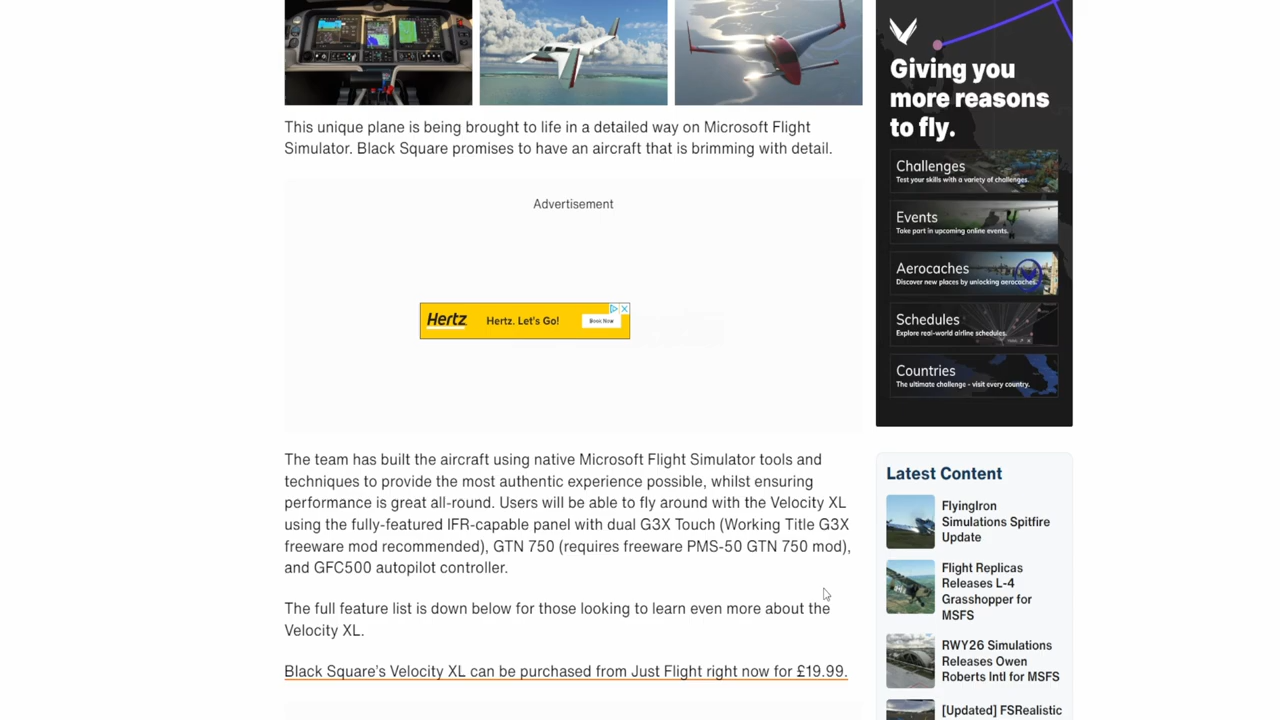 This unique plane is being brought to life in a detailed way on Microsoft Flight
Simulator. Black Square promises to have an aircraft that is brimming with detail.
Advertisement
Hertz
Hertz. Let's Go!
Book Now
The team has built the aircraft using native Microsoft Flight Simulator tools and
techniques to provide the most authentic experience possible, whilst ensuring
performance is great all-round. Users will be able to fly around with the Velocity XL
using the fully-featured IFR-capable panel with dual G3X Touch (Working Title G3X
freeware mod recommended), GTN 750 (requires freeware PMS-50 GTN 750 mod),
and GFC500 autopilot controller.
The full feature list is down below for those looking to learn even more about the
Velocity XL.
Black Square's Velocity XL can be purchased from Just Flight right now for £19.99.
Giving you
more reasons
to fly.
Challenges
Test your skills with a variety of challenges.
Events
Take part in upcoming online events.
Aerocaches
Discover new places by unlocking aerocaches.
Schedules
Explore real-world airline schedules.
Countries
The ultimate challenge - visit every country.
Latest Content
FlyingIron
Simulations Spitfire
Update
Flight Replicas
Releases L-4
Grasshopper for
MSFS
RWY26 Simulations
Releases Owen
Roberts Intl for MSFS
[Updated] FSRealistic